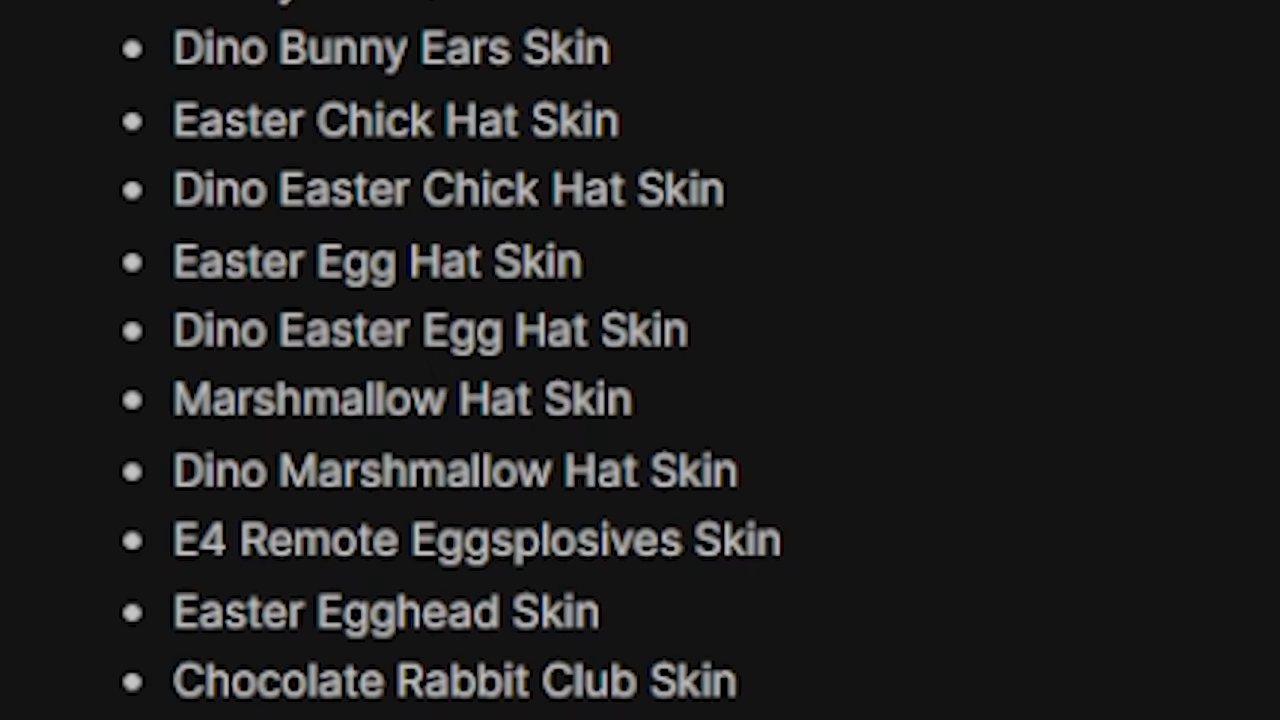 • Dino Bunny Ears Skin
• Easter Chick Hat Skin
• Dino Easter Chick Hat Skin
• Easter Egg Hat Skin
• Dino Easter Egg Hat Skin
• Marshmallow Hat Skin
• Dino Marshmallow Hat Skin
• E4 Remote Eggsplosives Skin
• Easter Egghead Skin
• Chocolate Rabbit Club Skin